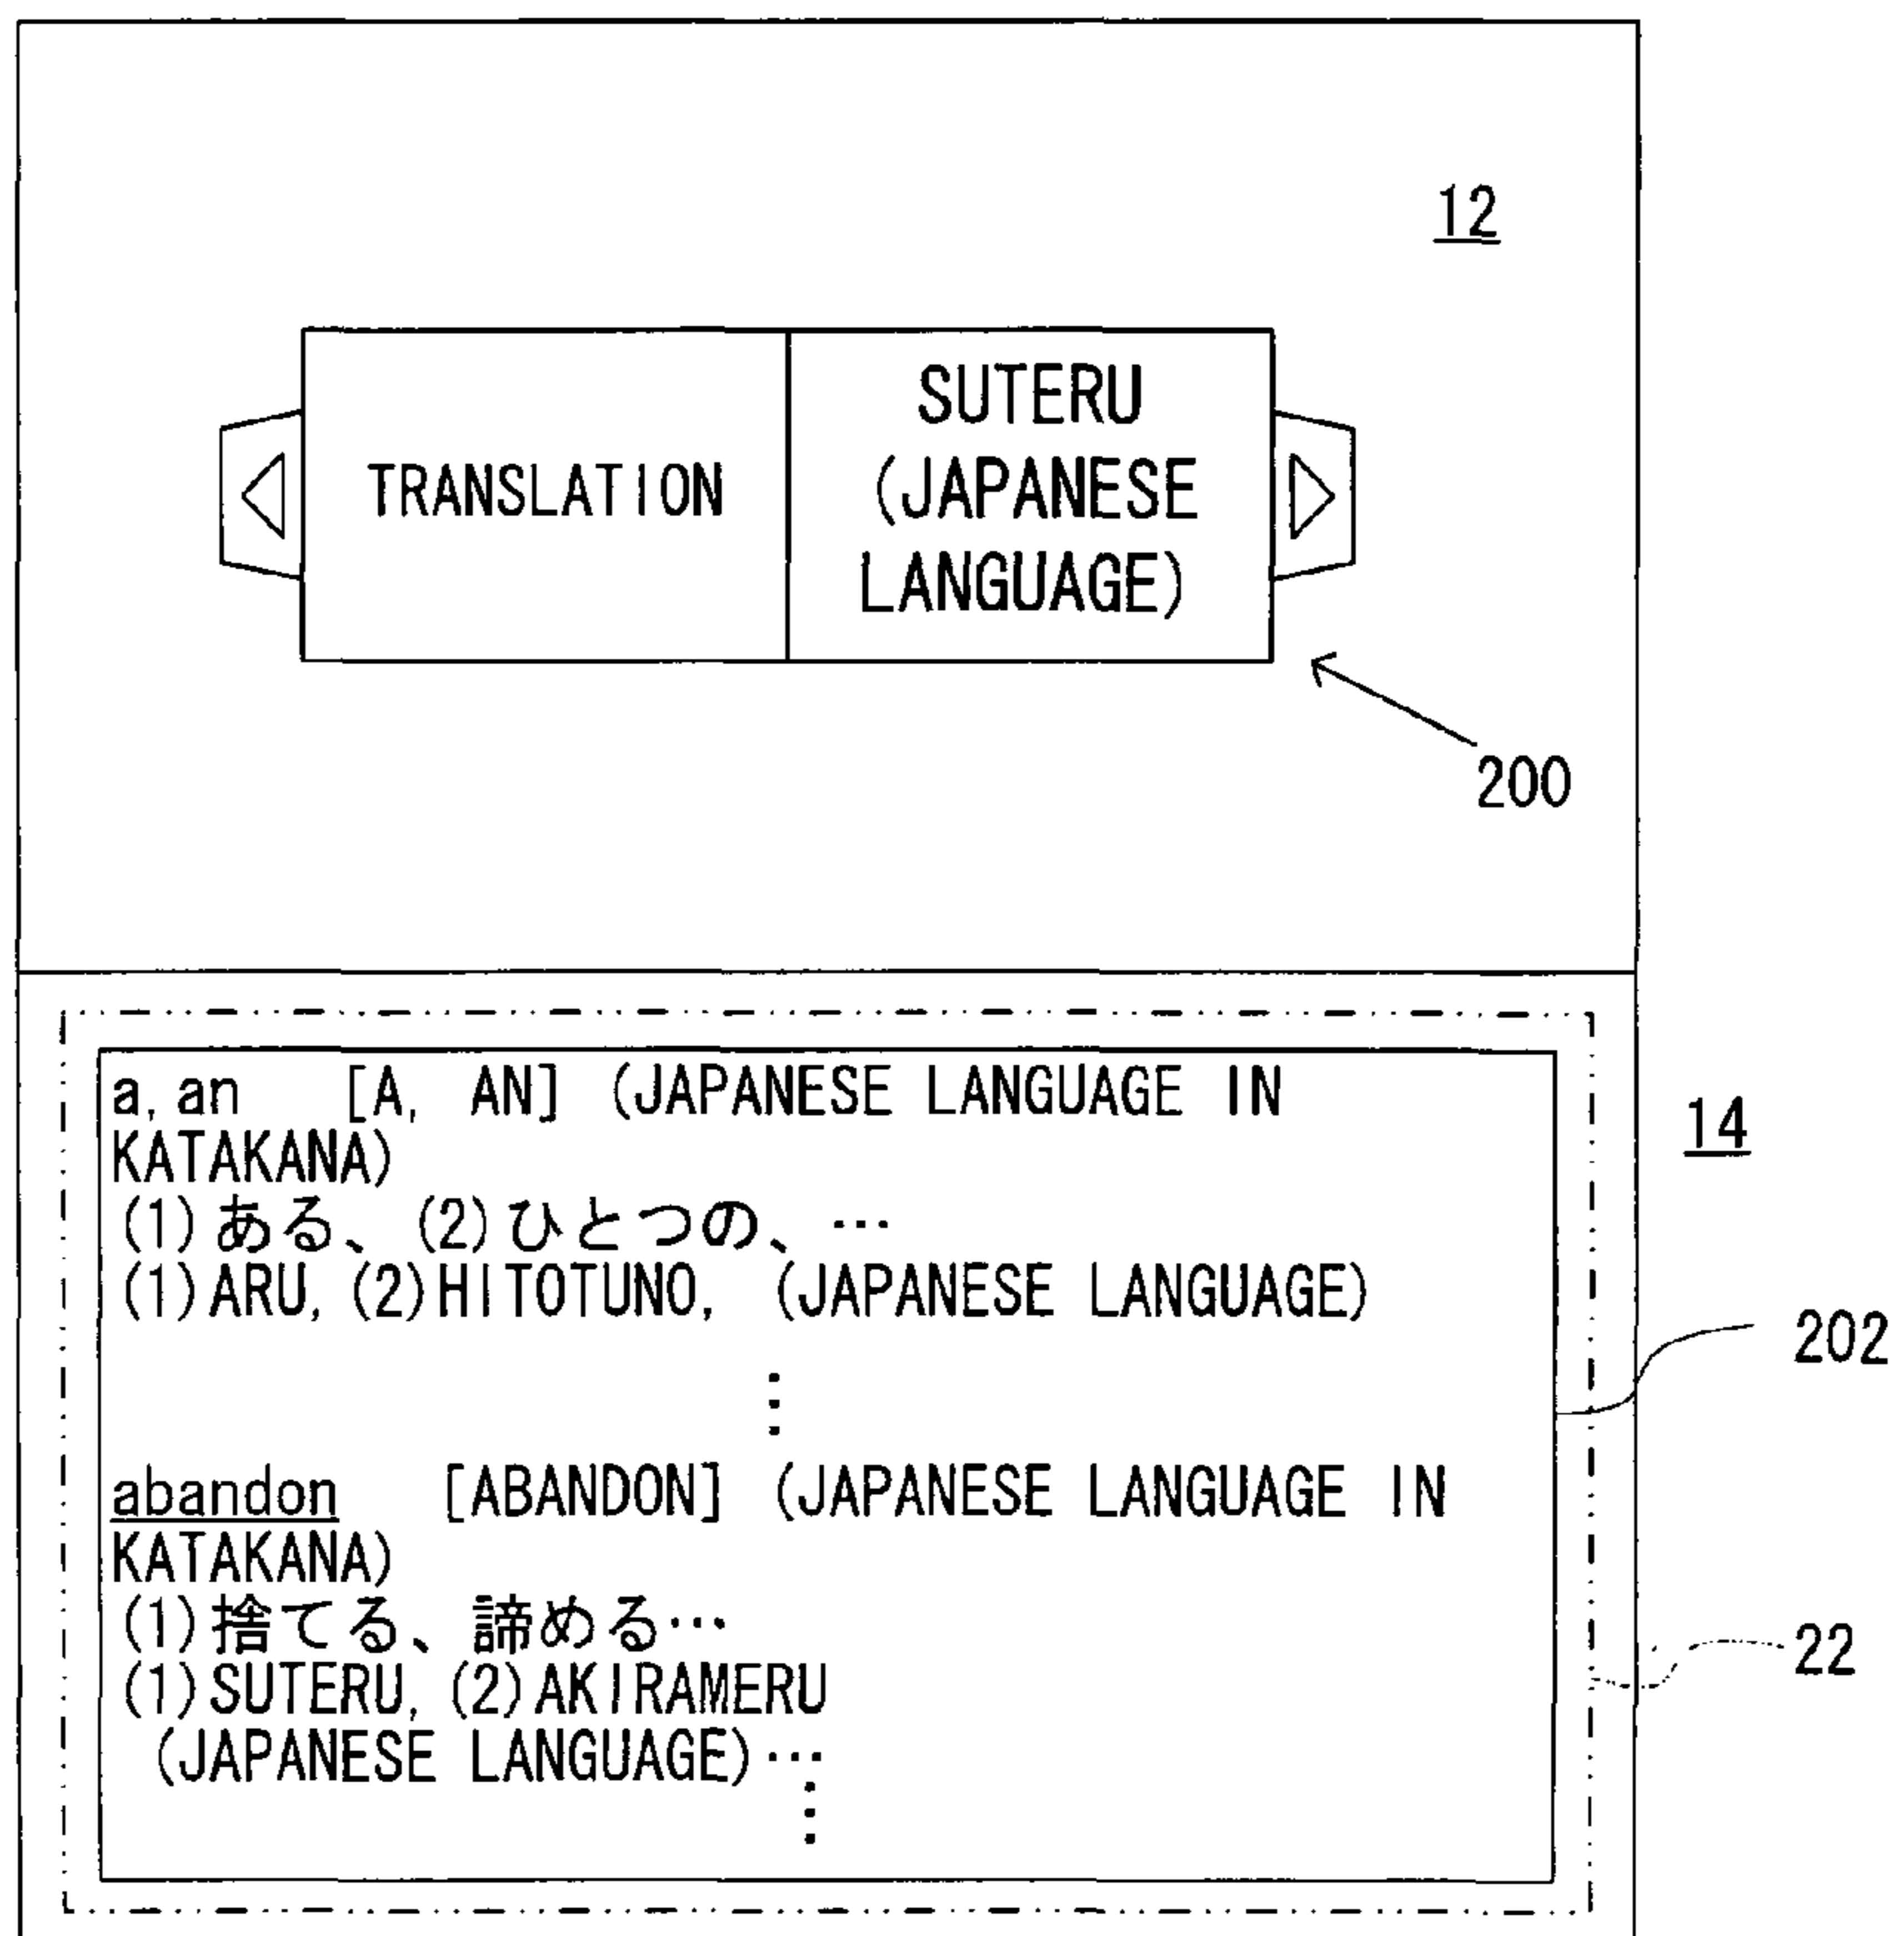 12
TRANSLATION
SUTERU
(JAPANESE
LANGUAGE)
200
a, an [A, AN] (JAPANESE LANGUAGE IN
KATAKANA)
(1)ある、(2)ひとつの、…
(1)ARU, (2)HITOTUNO, (JAPANESE LANGUAGE)
⋮
abandon [ABANDON] (JAPANESE LANGUAGE IN
KATAKANA)
(1)捨てる、諦める…
(1)SUTERU, (2)AKIRAMERU
(JAPANESE LANGUAGE)…
⋮
14
202
22